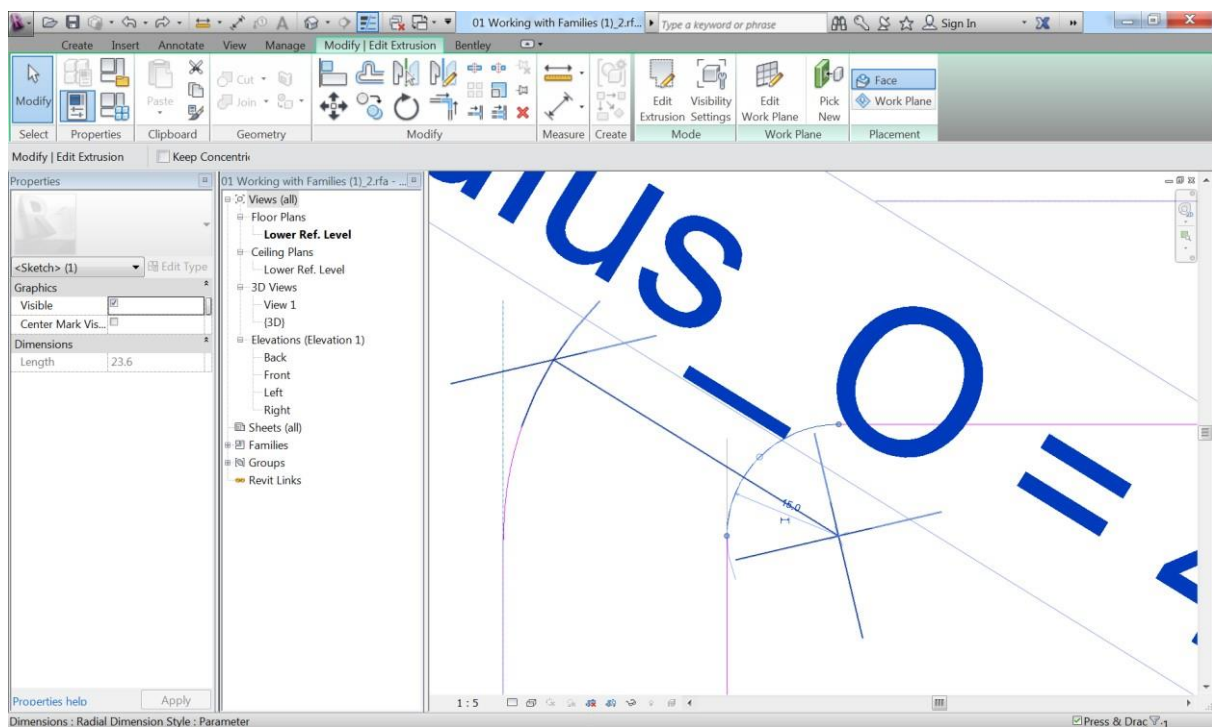 01 Working with Families (1)_2.rf...
Type a keyword or phrase
Sign In
Create Insert Annotate View Manage Modify | Edit Extrusion Bentley
Modify
Paste
Cut
Join
Edit Extrusion
Visibility Settings
Edit Work Plane
Pick New
Face
Work Plane
Select Properties Clipboard Geometry Modify Measure Create Mode Work Plane Placement
Modify | Edit Extrusion Keep Concentri
Properties
<Sketch> (1) Edit Type
Graphics
Visible
Center Mark Vis...
Dimensions
Length 23.6
Properties help Apply
01 Working with Families (1)_2.rfa - ...
Views (all)
Floor Plans
Lower Ref. Level
Ceiling Plans
Lower Ref. Level
3D Views
View 1
{3D}
Elevations (Elevation 1)
Back
Front
Left
Right
Sheets (all)
Families
Groups
Revit Links
ius_O =
15.0
1 : 5
Dimensions : Radial Dimension Style : Parameter
Press & Drac
:1